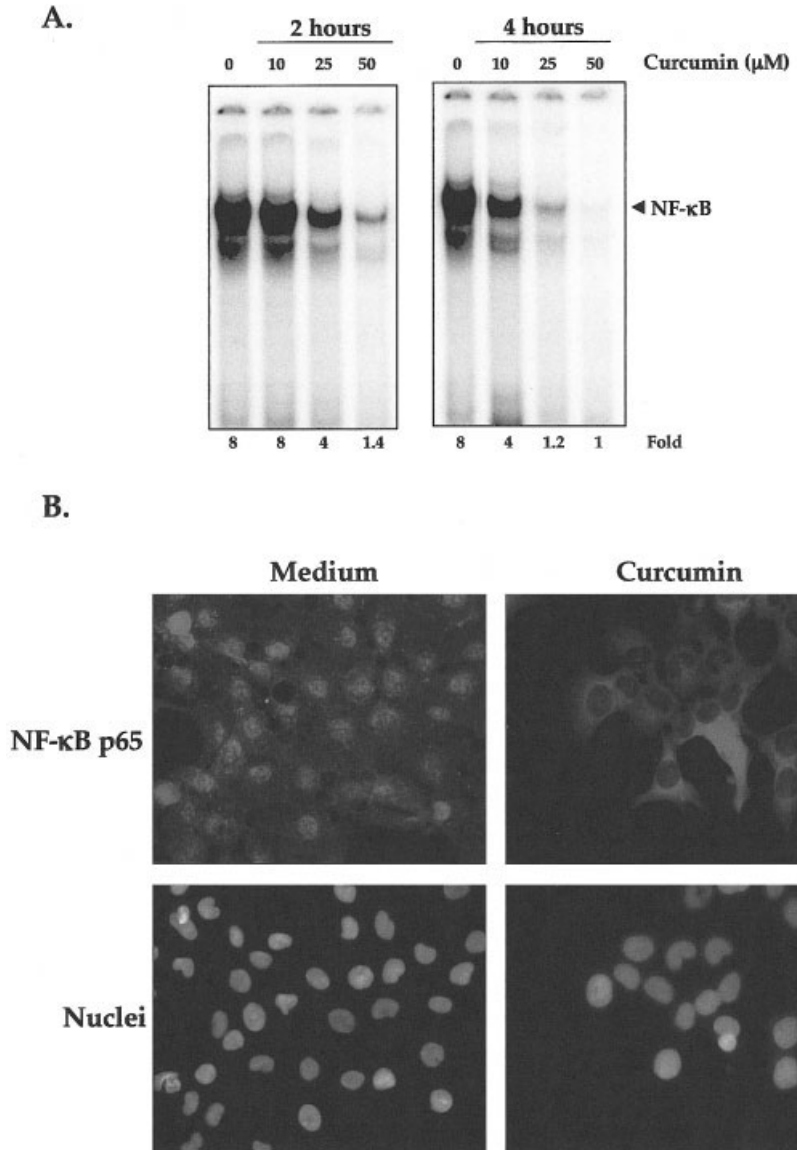 A.
2 hours 4 hours
0 10 25 50 0 10 25 50 Curcumin (μM)
◄ NF-κB
8 8 4 1.4 8 4 1.2 1 Fold
B.
Medium Curcumin
NF-κB p65
Nuclei